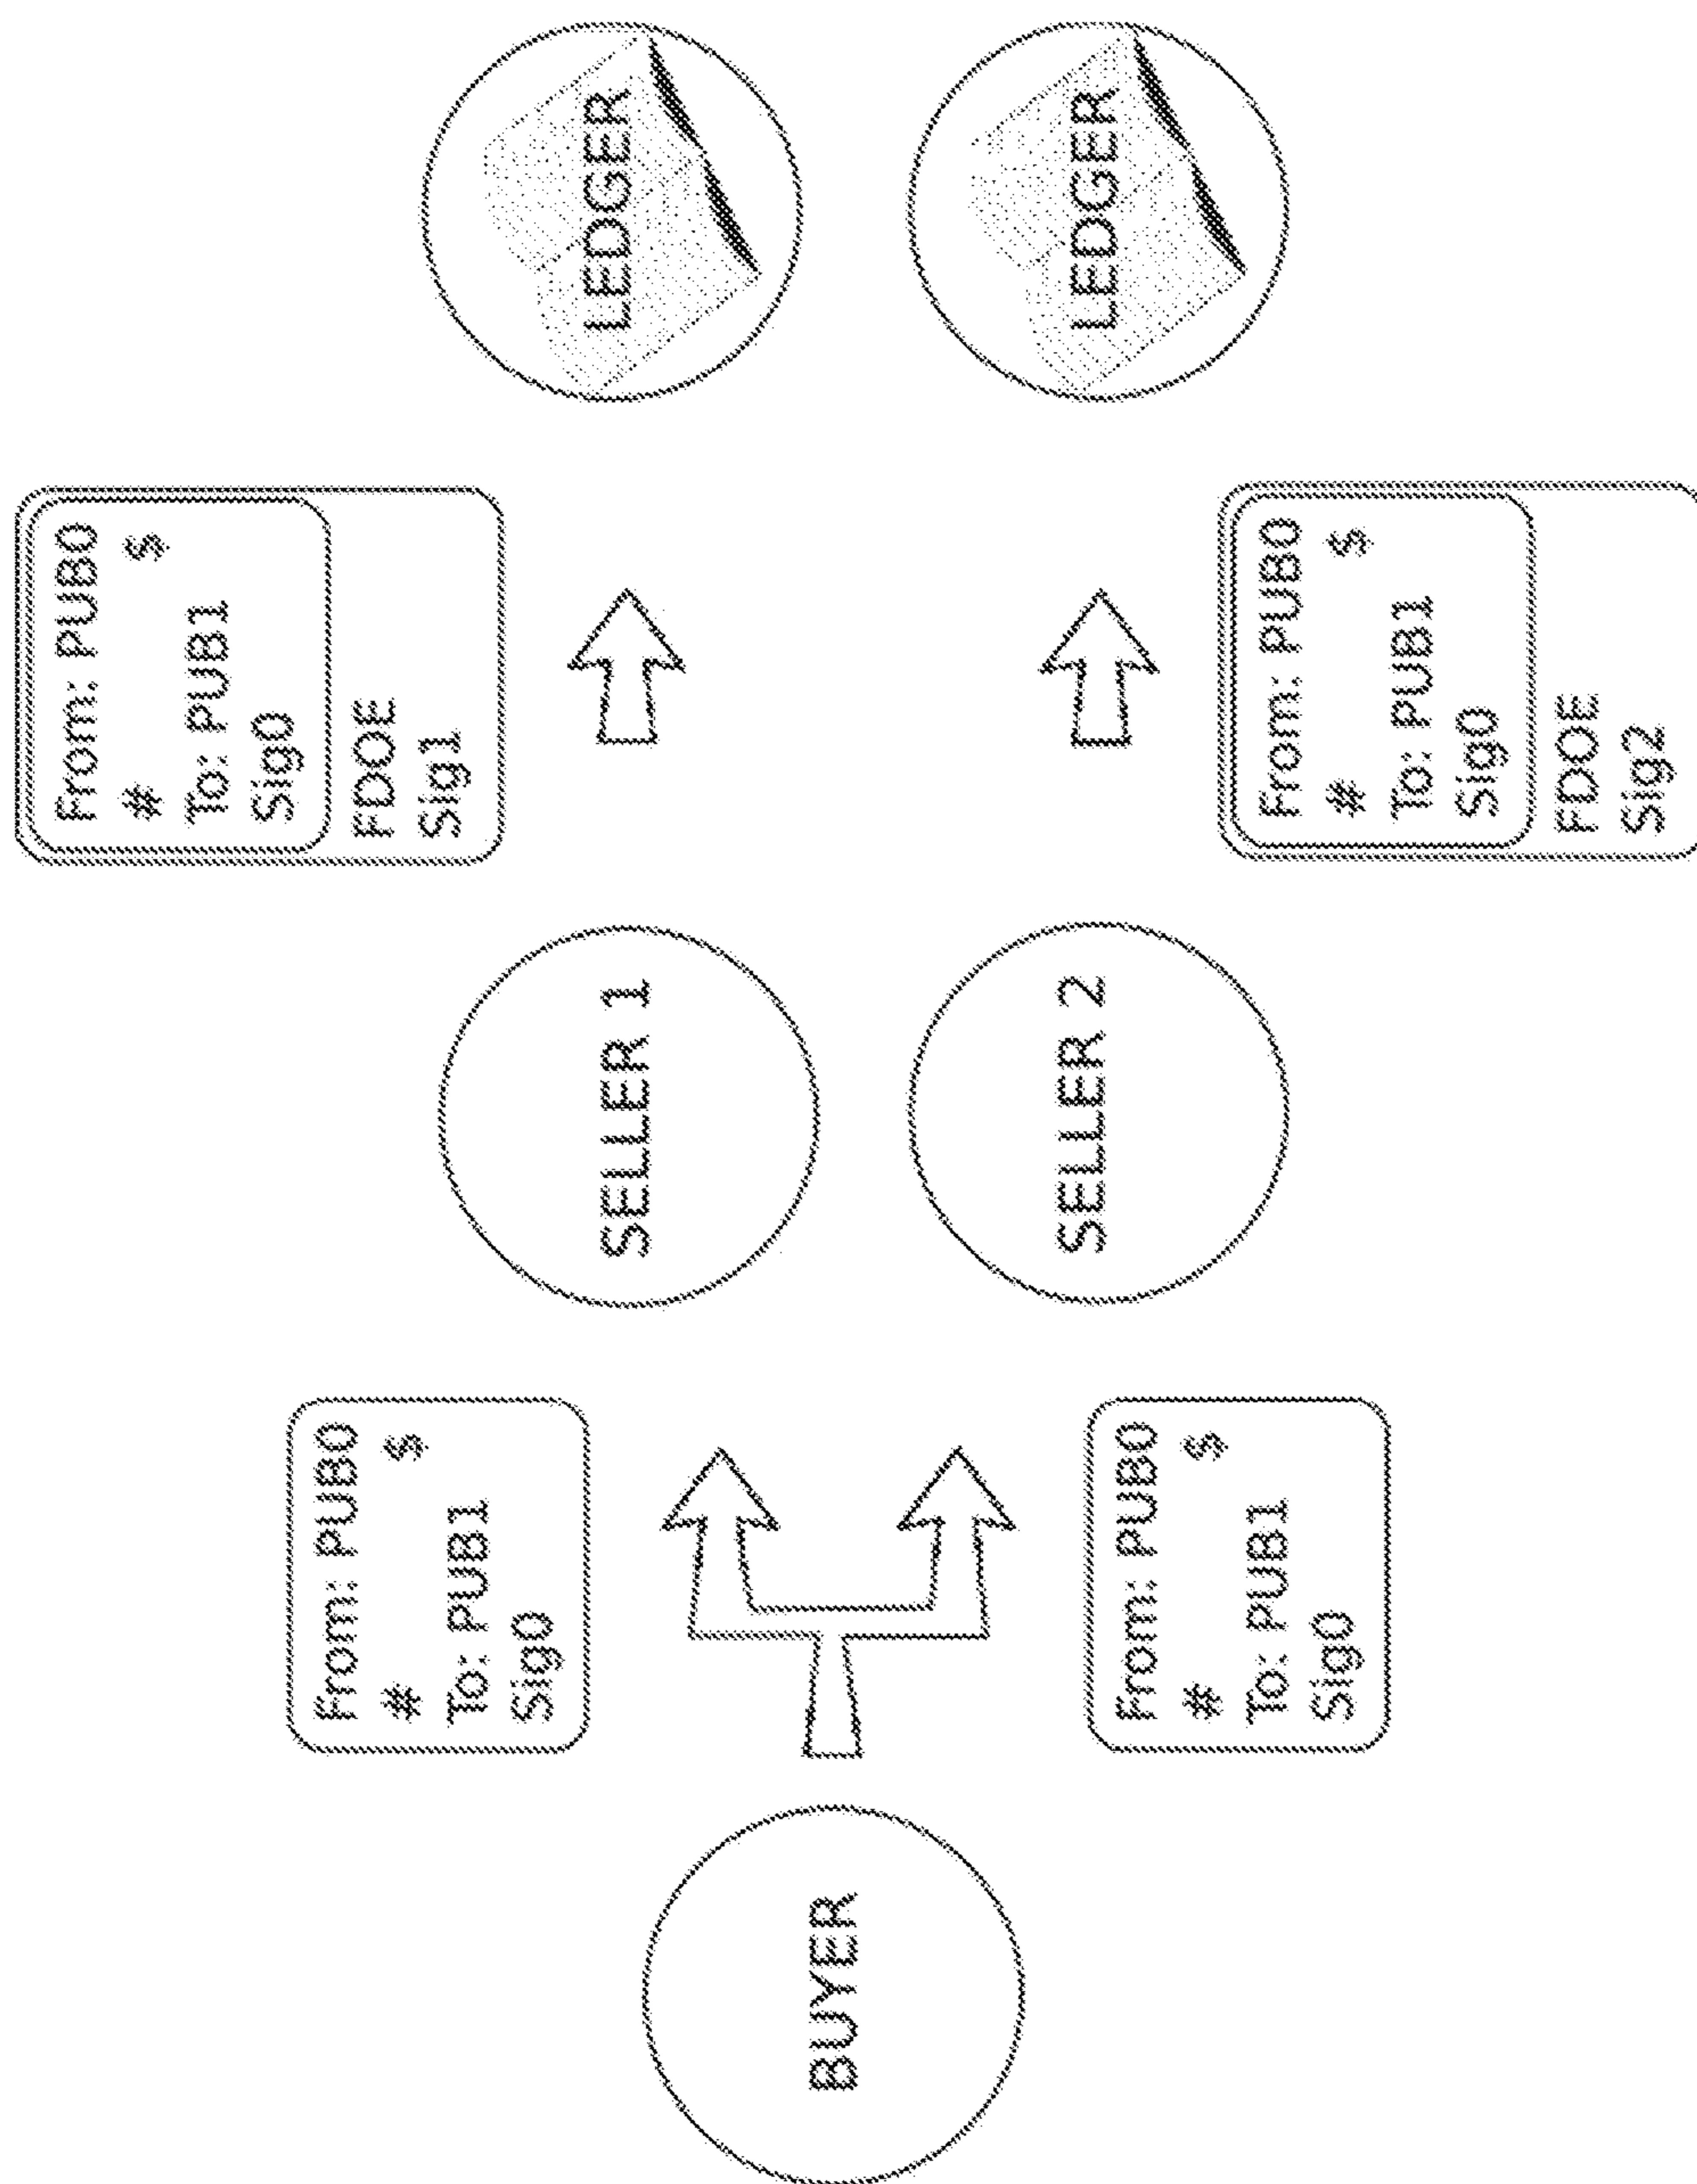 BUYER
From: PUB0
# $
To: PUB1
Sig0
From: PUB0
# $
To: PUB1
Sig0
SELLER 1
SELLER 2
From: PUB0
# $
To: PUB1
Sig0
FDOE
Sig1
From: PUB0
# $
To: PUB1
Sig0
FDOE
Sig2
LEDGER
LEDGER